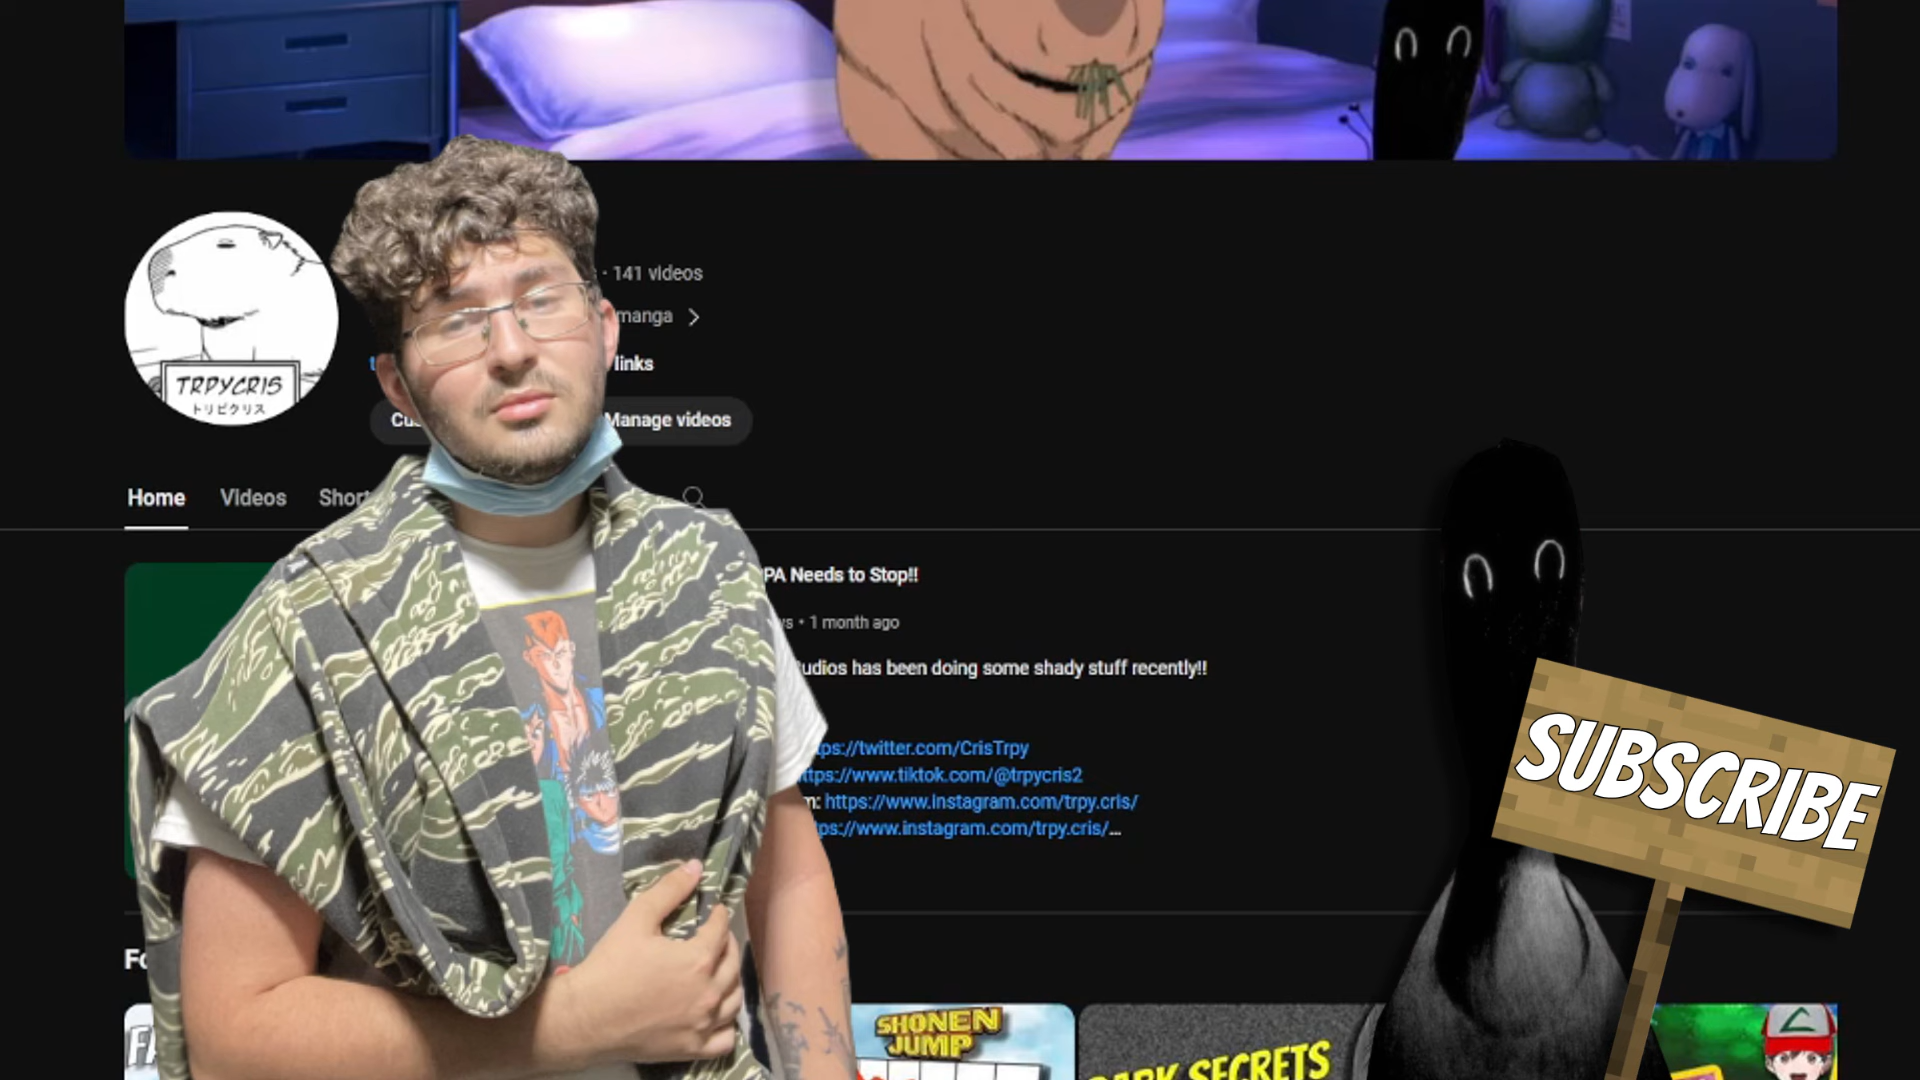 TRPYCRIS
トリピクリス
· 141 videos
manga
links
Manage videos
Home Videos
PA Needs to Stop!!
• 1 month ago
has been doing some shady stuff recently!!
ps://twitter.com/CrisTrpy
ttps://www.tiktok.com/@trpycris2
m: https://www.instagram.com/trpy.cris/
ps://www.instagram.com/trpy.cris/...
SUBSCRIBE
SHONEN
JUMP
SECRETS